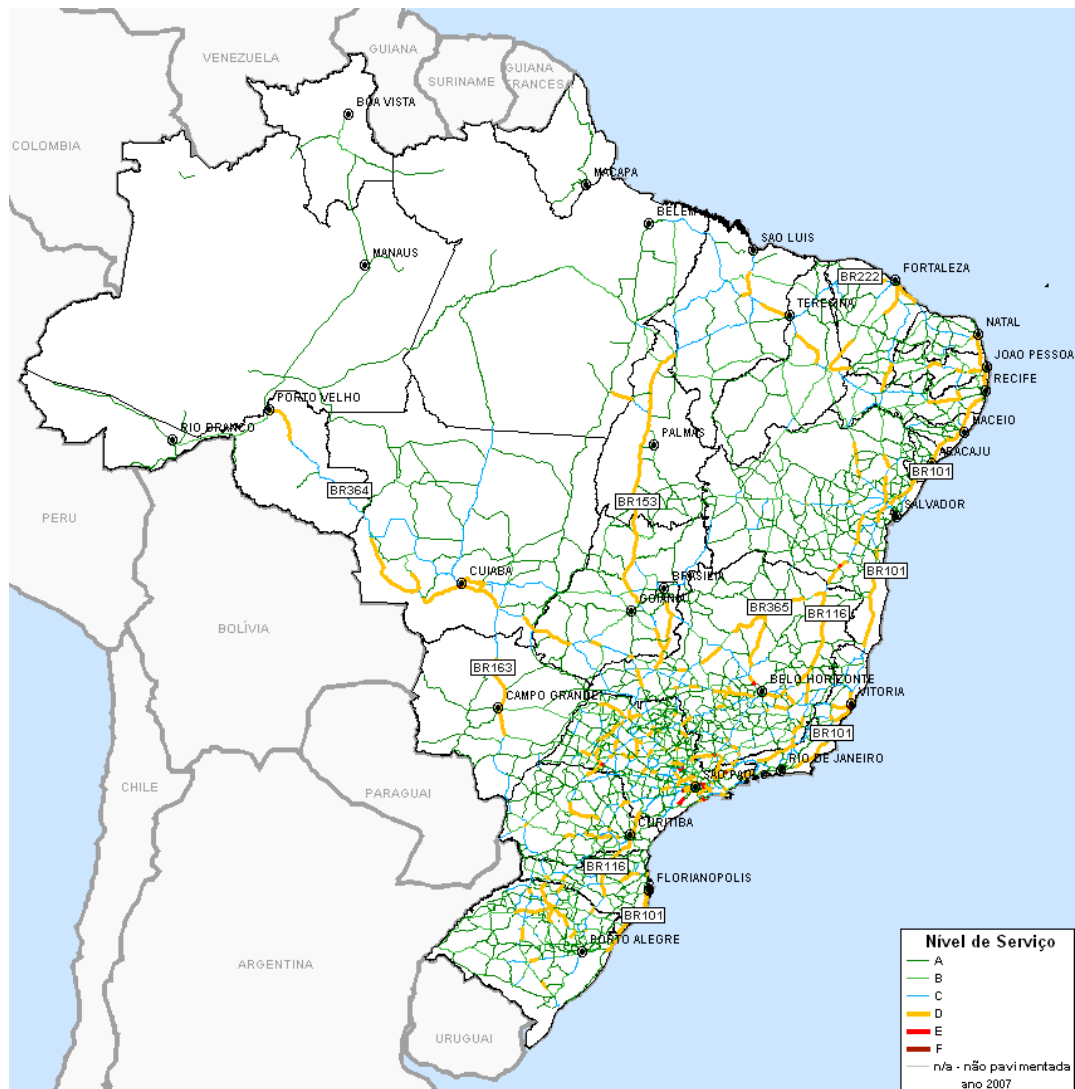 VENEZUELA
GUIANA
SURINAME
GUIANA
FRANCESA
COLOMBIA
BOA VISTA
MACAPA
BELEM
SAO LUIS
MANAUS
BR222
FORTALEZA
TERESINA
NATAL
JOAO PESSOA
RECIFE
PORTO VELHO
RIO BRANCO
PALMAS
MACEIO
ARACAJU
BR101
BR364
BR153
SALVADOR
PERU
CUIABA
BRASILIA
BR101
GOIANIA
BR365
BR116
BOLÍVIA
BR163
BELO HORIZONTE
CAMPO GRANDE
VITORIA
BR101
RIO DE JANEIRO
CHILE
PARAGUAI
SAO PAULO
CURITIBA
BR116
FLORIANOPOLIS
BR101
PORTO ALEGRE
ARGENTINA
URUGUAI
Nível de Serviço
A
B
C
D
E
F
n/a - não pavimentada
ano 2007